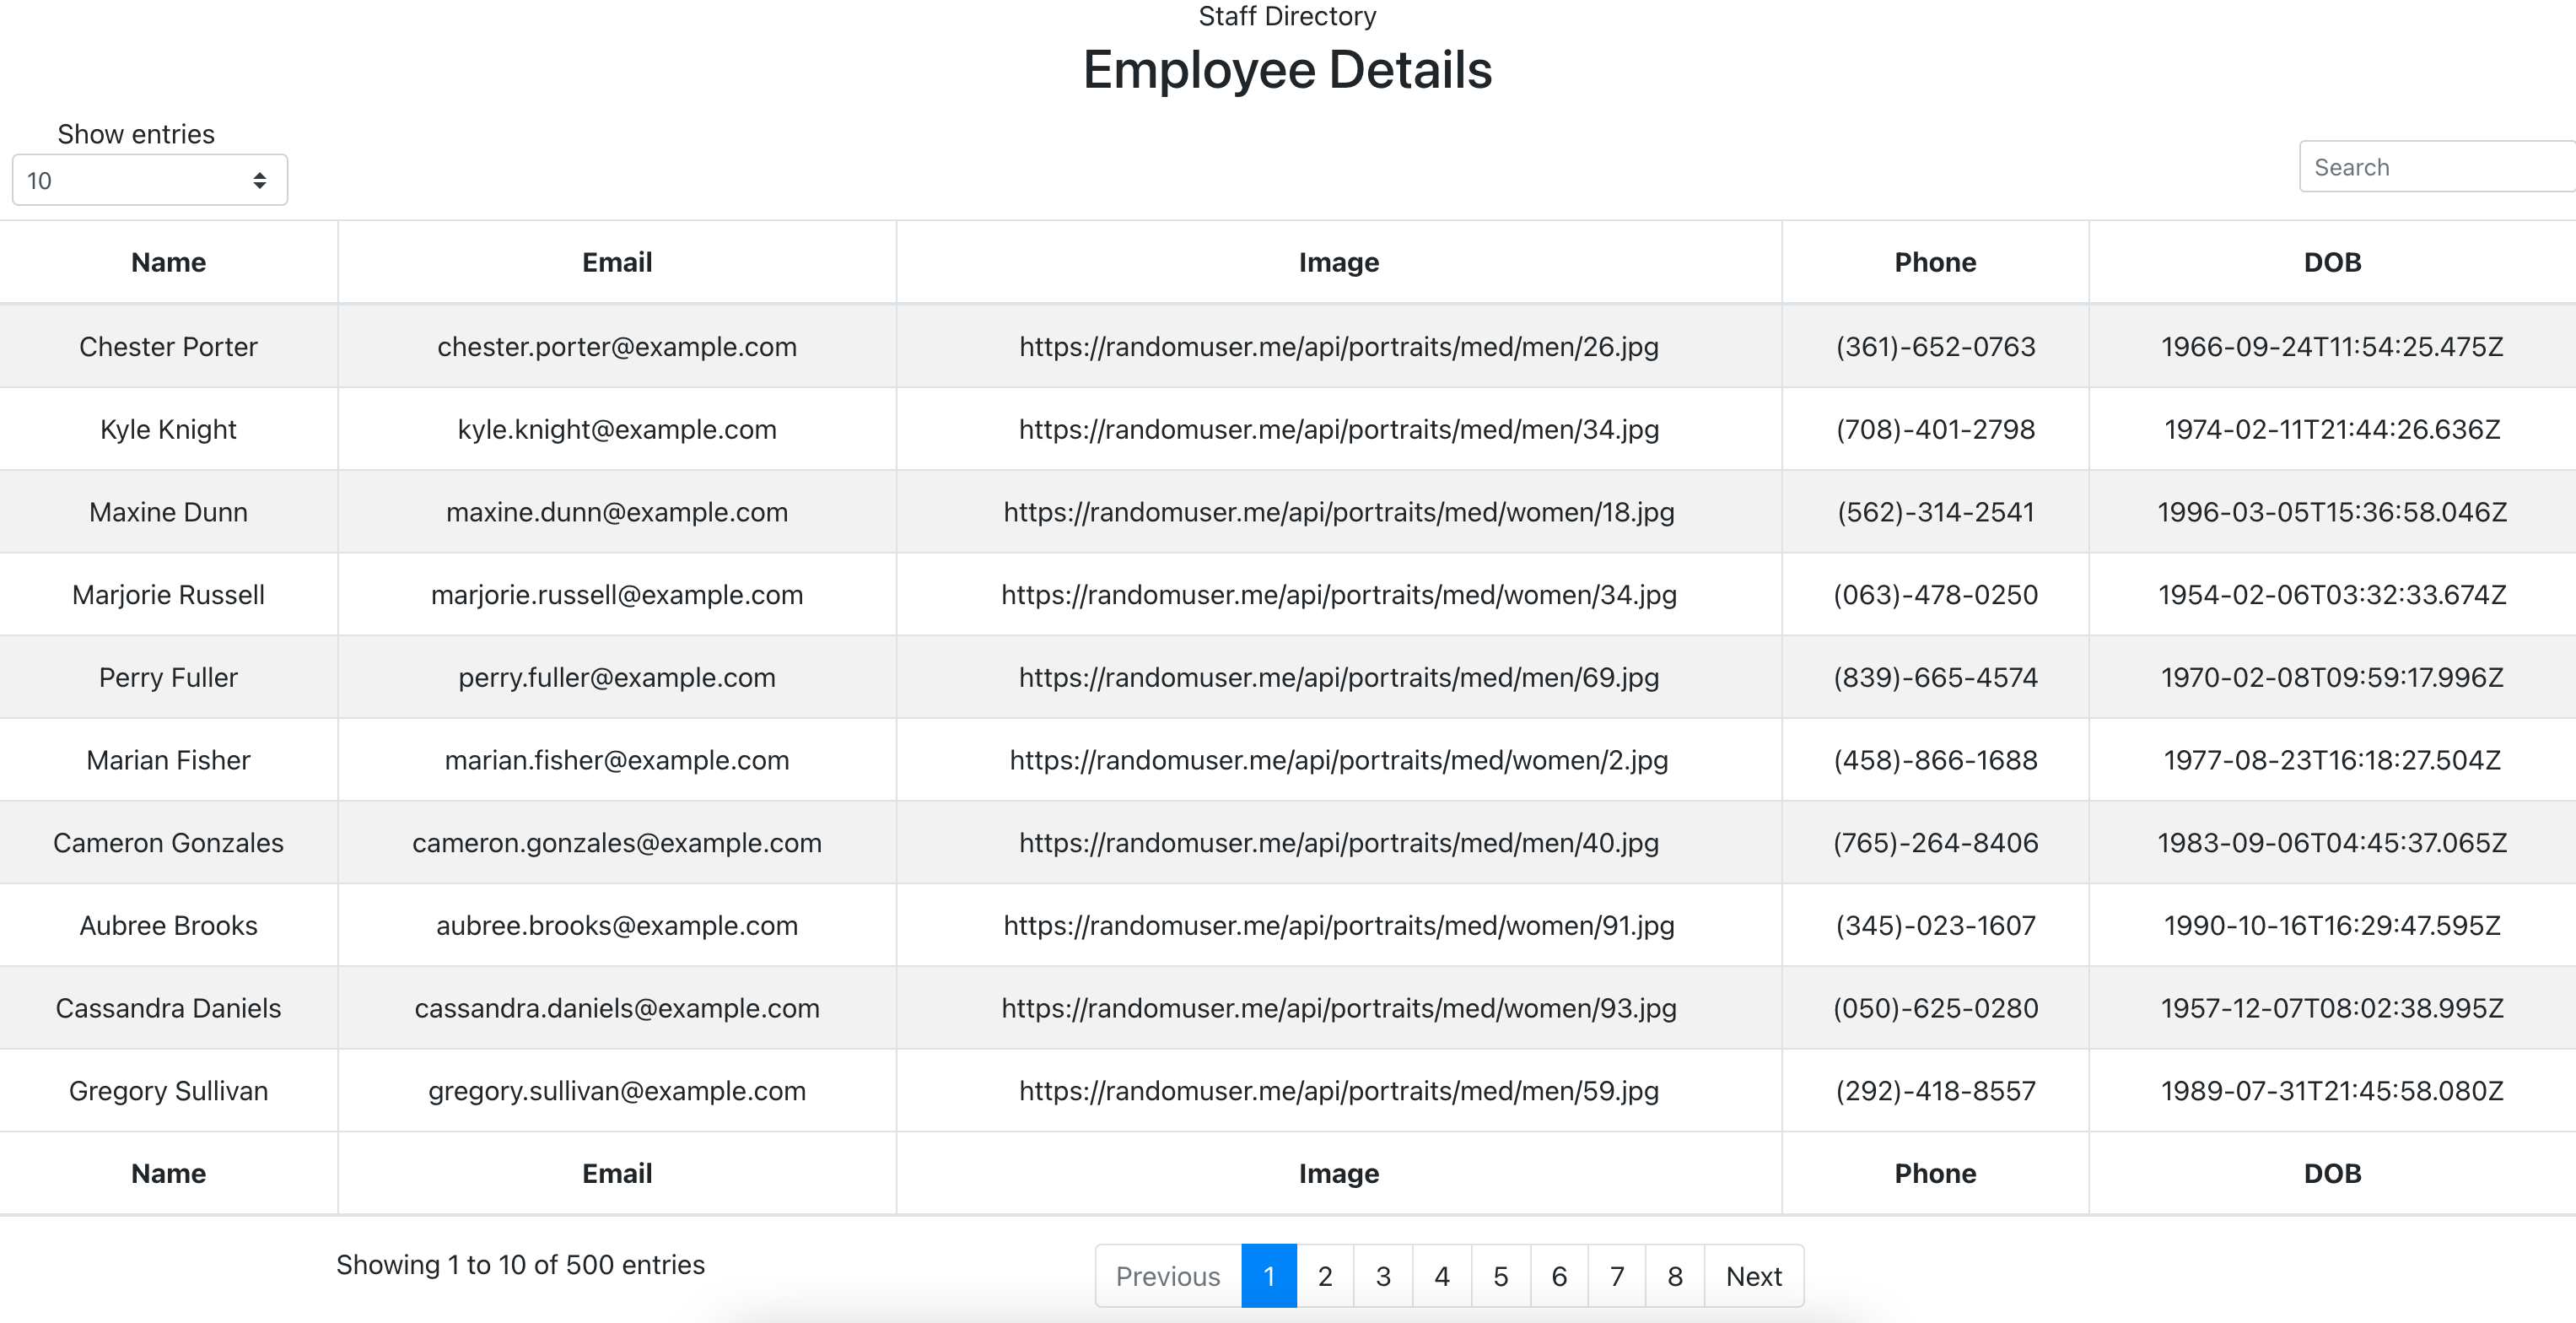 Staff Directory
Employee Details
Show entries
10
Search
Name Email Image Phone DOB
Chester Porter chester.porter@example.com https://randomuser.me/api/portraits/med/men/26.jpg (361)-652-0763 1966-09-24T11:54:25.475Z
Kyle Knight kyle.knight@example.com https://randomuser.me/api/portraits/med/men/34.jpg (708)-401-2798 1974-02-11T21:44:26.636Z
Maxine Dunn maxine.dunn@example.com https://randomuser.me/api/portraits/med/women/18.jpg (562)-314-2541 1996-03-05T15:36:58.046Z
Marjorie Russell marjorie.russell@example.com https://randomuser.me/api/portraits/med/women/34.jpg (063)-478-0250 1954-02-06T03:32:33.674Z
Perry Fuller perry.fuller@example.com https://randomuser.me/api/portraits/med/men/69.jpg (839)-665-4574 1970-02-08T09:59:17.996Z
Marian Fisher marian.fisher@example.com https://randomuser.me/api/portraits/med/women/2.jpg (458)-866-1688 1977-08-23T16:18:27.504Z
Cameron Gonzales cameron.gonzales@example.com https://randomuser.me/api/portraits/med/men/40.jpg (765)-264-8406 1983-09-06T04:45:37.065Z
Aubree Brooks aubree.brooks@example.com https://randomuser.me/api/portraits/med/women/91.jpg (345)-023-1607 1990-10-16T16:29:47.595Z
Cassandra Daniels cassandra.daniels@example.com https://randomuser.me/api/portraits/med/women/93.jpg (050)-625-0280 1957-12-07T08:02:38.995Z
Gregory Sullivan gregory.sullivan@example.com https://randomuser.me/api/portraits/med/men/59.jpg (292)-418-8557 1989-07-31T21:45:58.080Z
Name Email Image Phone DOB
Showing 1 to 10 of 500 entries Previous 1 2 3 4 5 6 7 8 Next